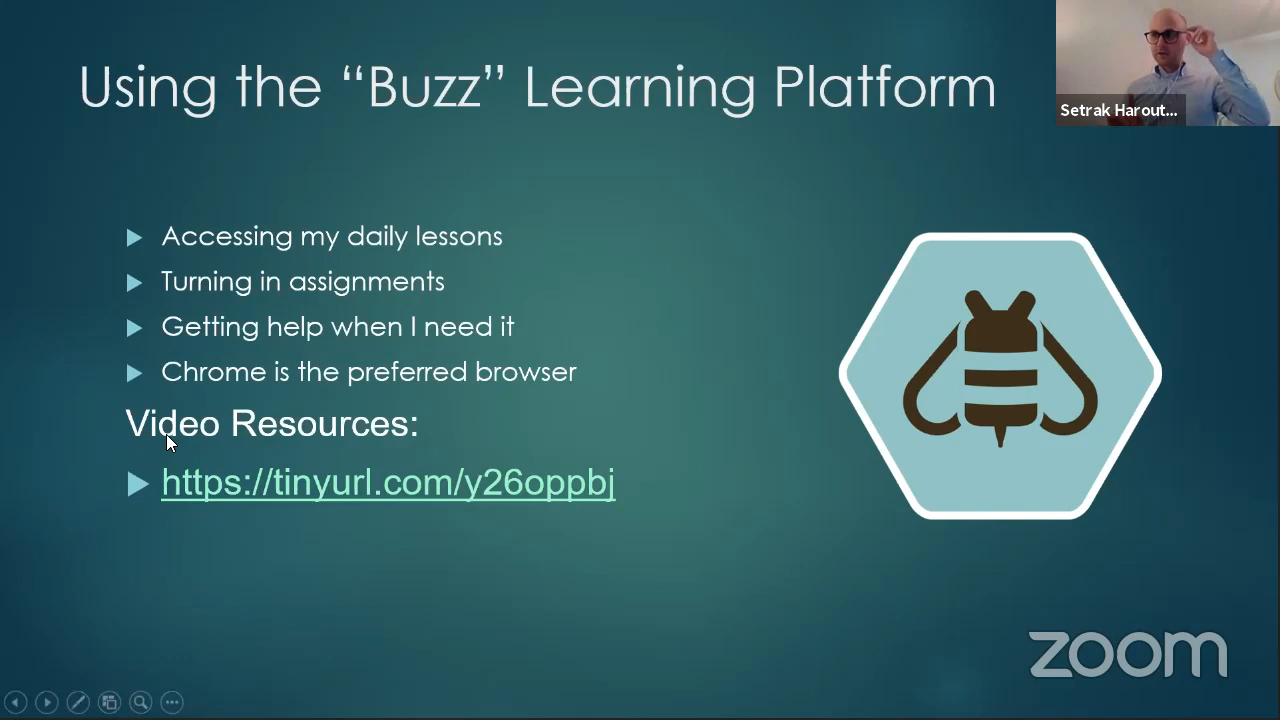 Using the “Buzz” Learning Platform
Setrak Harout...
Accessing my daily lessons
Turning in assignments
Getting help when I need it
Chrome is the preferred browser
Video Resources:
https://tinyurl.com/y26oppbj
zoom